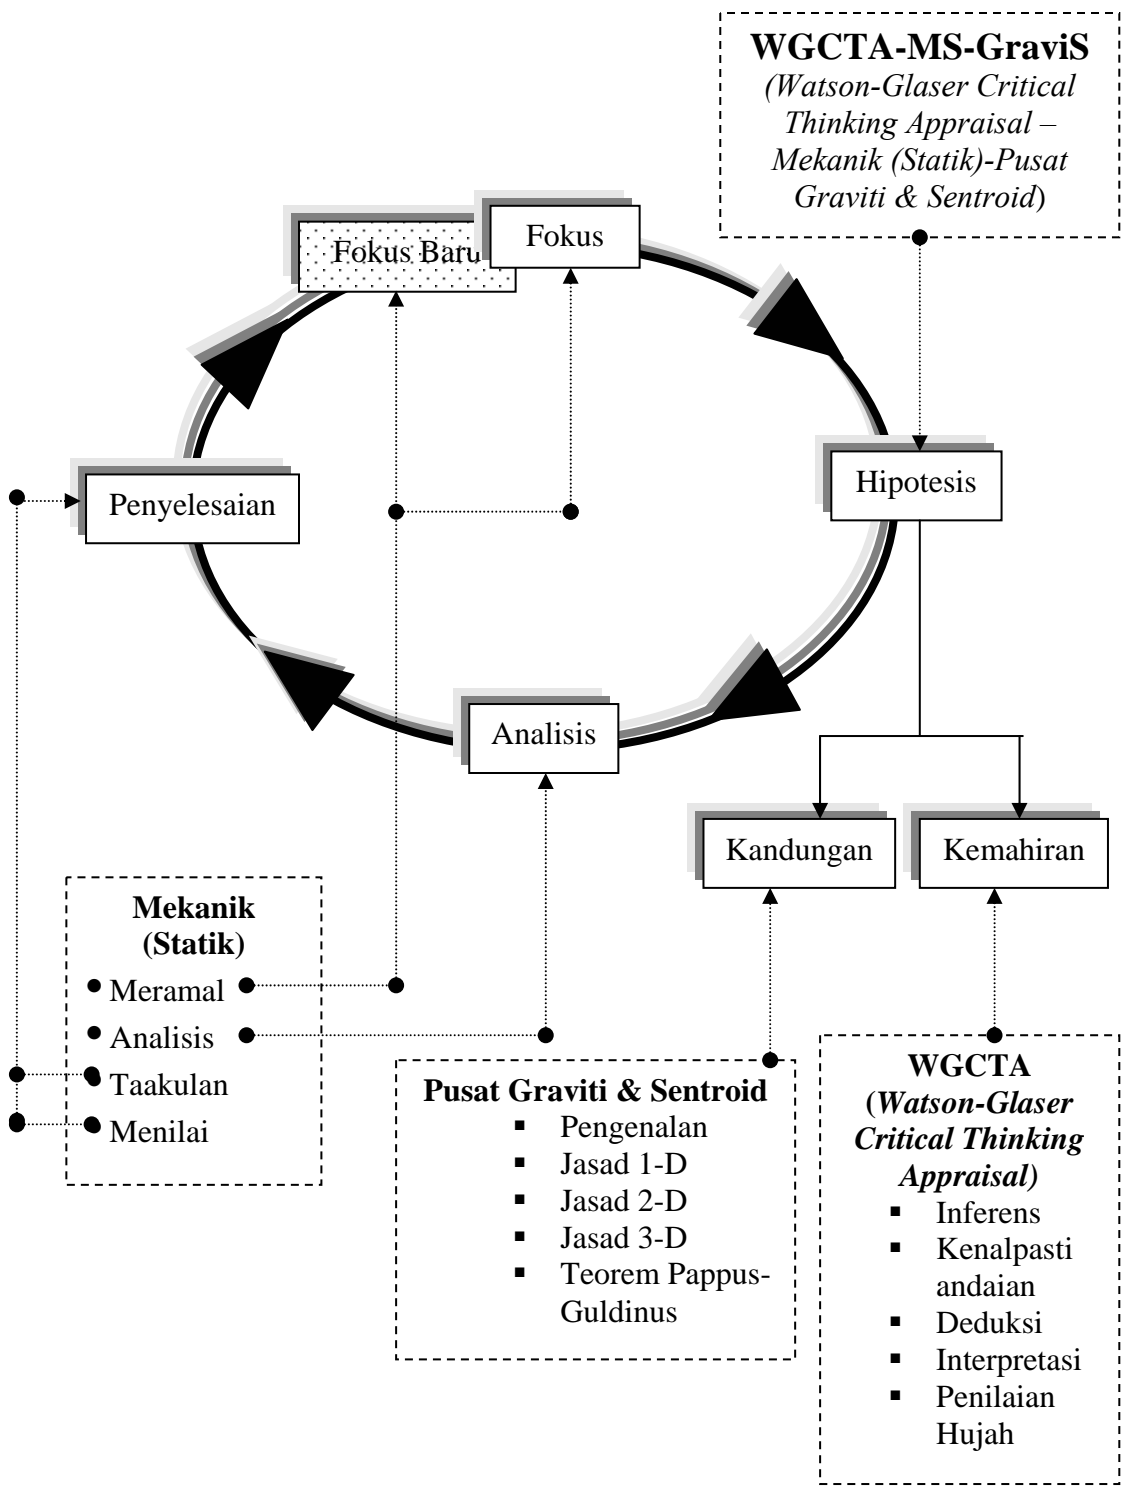 WGCTA-MS-GraviS
(Watson-Glaser Critical
Thinking Appraisal –
Mekanik (Statik)-Pusat
Graviti & Sentroid)
Fokus Baru
Fokus
Hipotesis
Penyelesaian
Analisis
Kandungan
Kemahiran
Mekanik
(Statik)
Meramal
Analisis
Taakulan
Menilai
Pusat Graviti & Sentroid
Pengenalan
Jasad 1-D
Jasad 2-D
Jasad 3-D
Teorem Pappus-
Guldinus
WGCTA
(Watson-Glaser
Critical Thinking
Appraisal)
Inferens
Kenalpasti
andaian
Deduksi
Interpretasi
Penilaian
Hujah